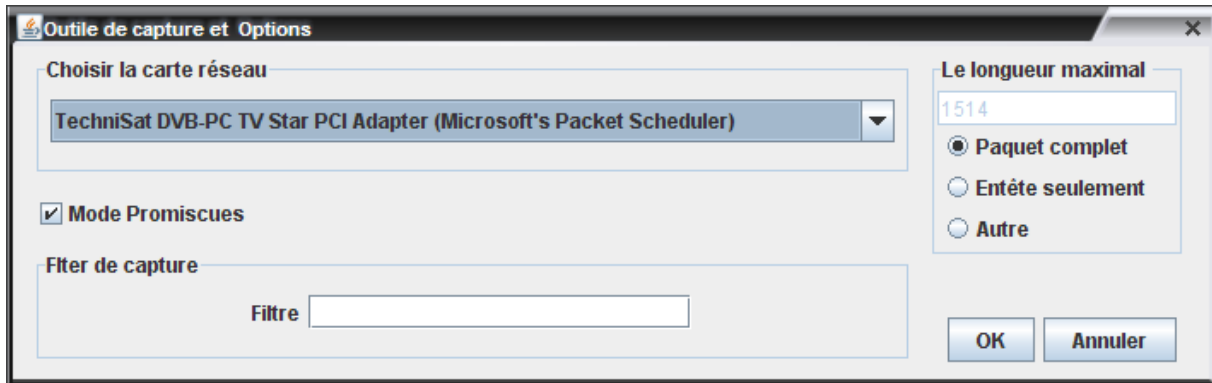 Outile de capture et Options
Choisir la carte réseau
TechniSat DVB-PC TV Star PCI Adapter (Microsoft's Packet Scheduler)
Mode Promiscues
Flter de capture
Filtre
Le longueur maximal
1514
Paquet complet
Entête seulement
Autre
OK
Annuler